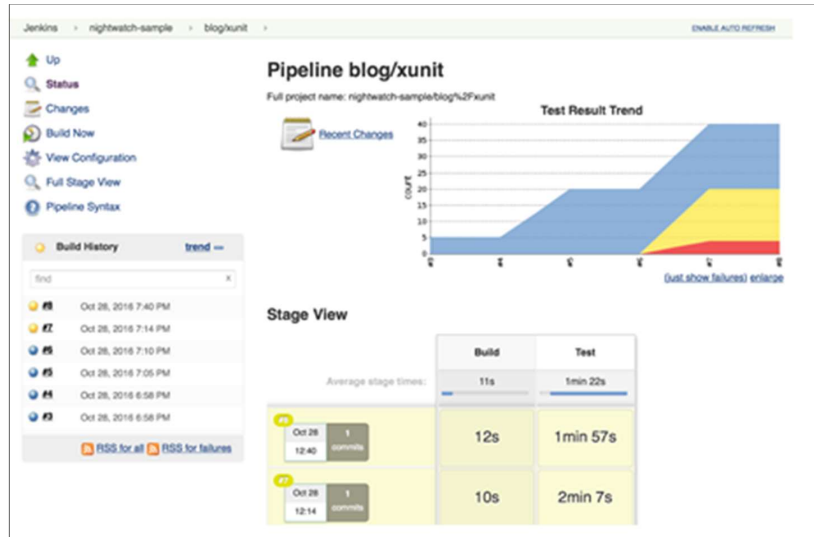 Jenkins > nightwatch-sample > blog/xunit >
ENABLE AUTO REFRESH
Up
Status
Changes
Build Now
View Configuration
Full Stage View
Pipeline Syntax
Build History
trend
find
x
#8 Oct 28, 2016 7:40 PM
#7 Oct 28, 2016 7:14 PM
#6 Oct 28, 2016 7:10 PM
#5 Oct 28, 2016 7:05 PM
#4 Oct 28, 2016 6:58 PM
#3 Oct 28, 2016 6:58 PM
RSS for all RSS for failures
Pipeline blog/xunit
Full project name: nightwatch-sample/blog%2Fxunit
Recent Changes
Test Result Trend
count
40
35
30
25
20
15
10
5
0
#3 #4 #5 #6 #7 #8
(just show failures) enlarge
Stage View
Build Test
Average stage times: 11s 1min 22s
#8
Oct 28
12:40
1
commits
12s 1min 57s
#7
Oct 28
12:14
1
commits
10s 2min 7s